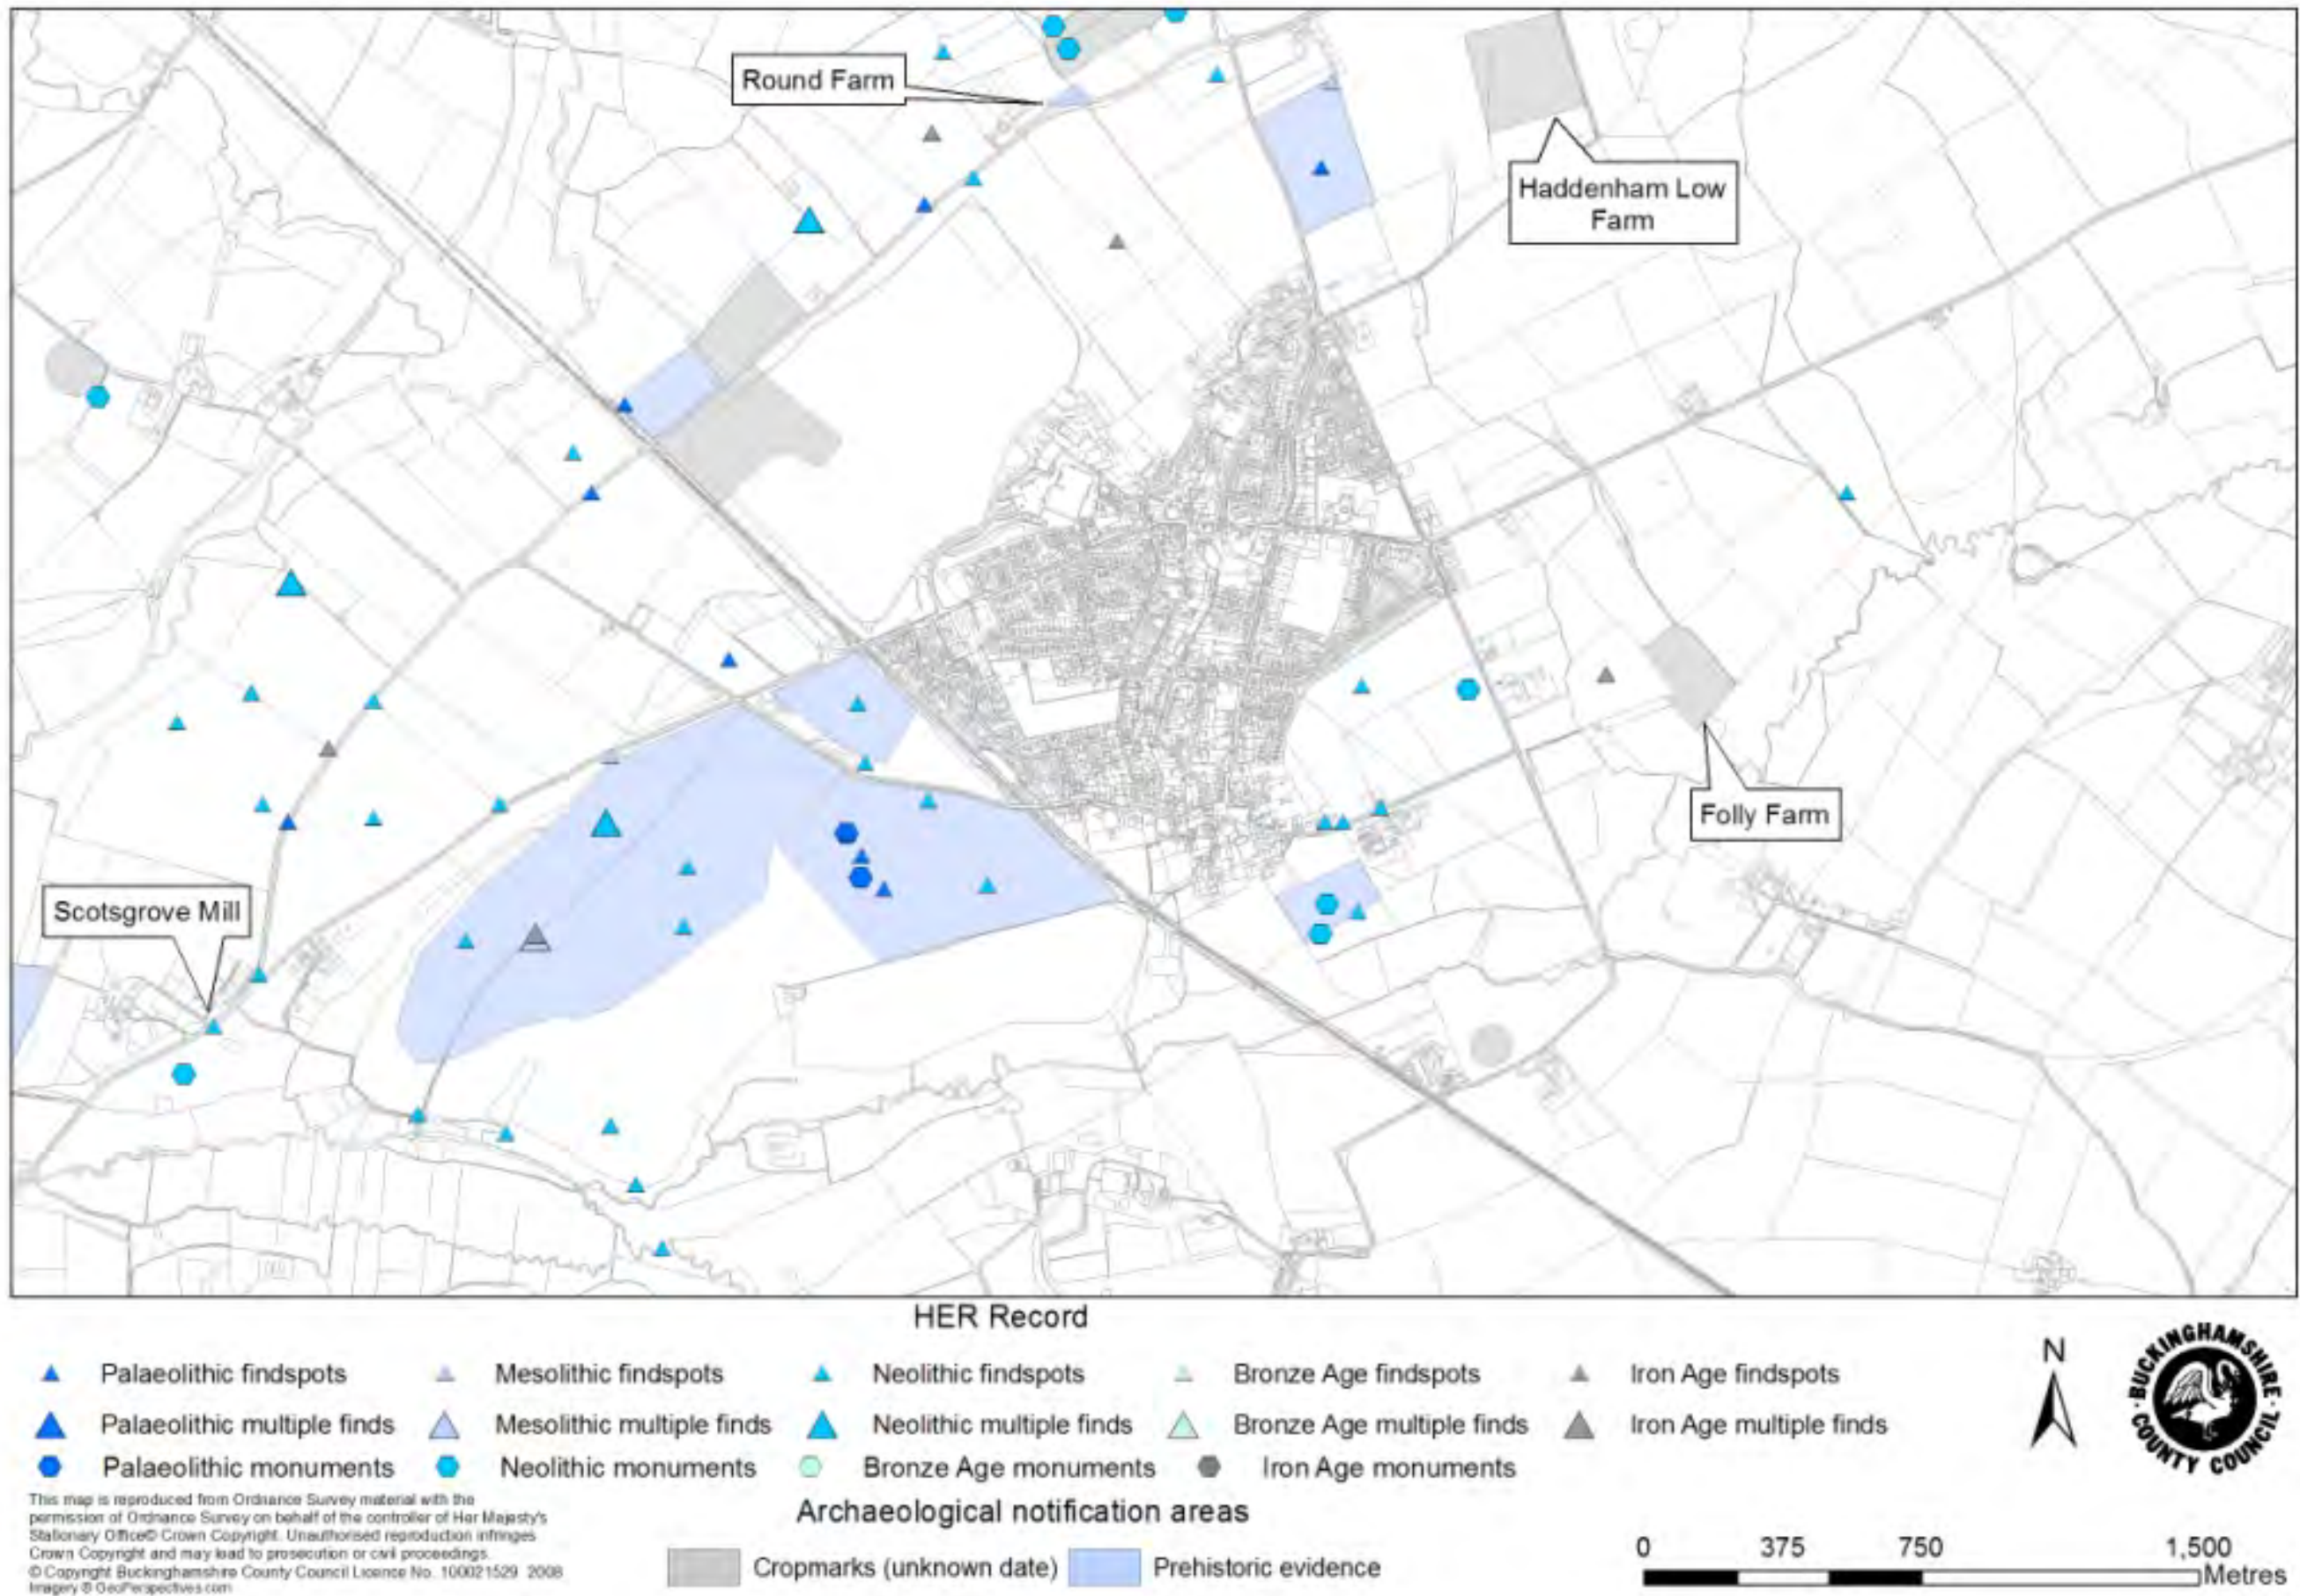 Round Farm
Haddenham Low
Farm
Folly Farm
Scotsgrove Mill
HER Record
Palaeolithic findspots
Mesolithic findspots
Neolithic findspots
Bronze Age findspots
Iron Age findspots
Palaeolithic multiple finds
Mesolithic multiple finds
Neolithic multiple finds
Bronze Age multiple finds
Iron Age multiple finds
Palaeolithic monuments
Neolithic monuments
Bronze Age monuments
Iron Age monuments
N
BUCKINGHAMSHIRE
COUNTY COUNCIL
This map is reproduced from Ordnance Survey material with the
permission of Ordnance Survey on behalf of the controller of Her Majesty's
Stationary Office© Crown Copyright. Unauthorised reproduction infringes
Crown Copyright and may lead to prosecution or civil proceedings.
© Copyright Buckinghamshire County Council Licence No. 100021529 2008
Imagery © GeoPerspectives.com
Archaeological notification areas
Cropmarks (unknown date)
Prehistoric evidence
0 375 750 1,500
Metres